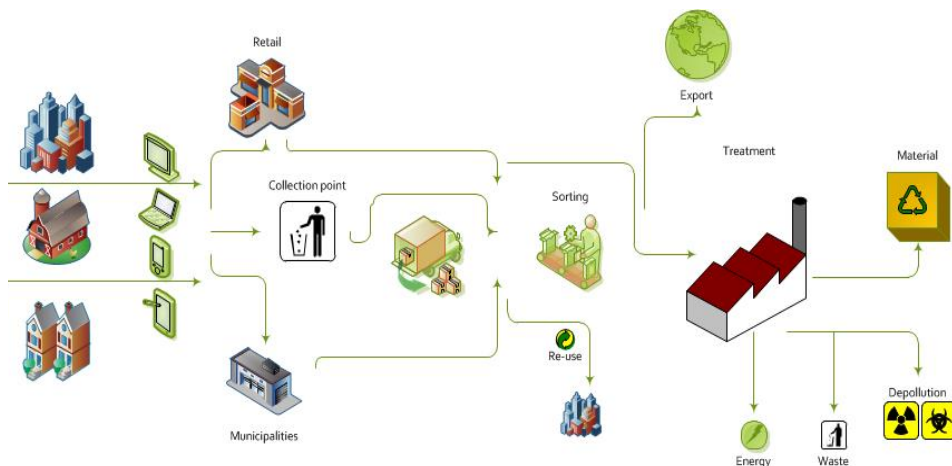 Retail
Export
Treatment
Material
Collection point
Sorting
Re-use
Depollution
Municipalities
Energy
Waste